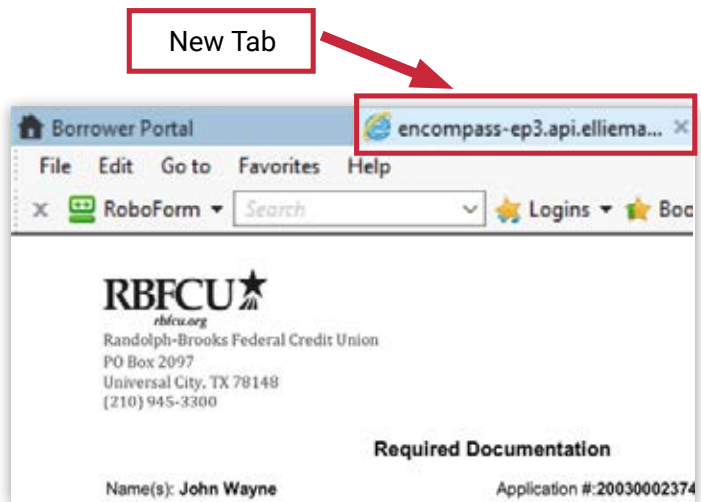 New Tab
Borrower Portal encompass-ep3.api.elliema... ×
File Edit Go to Favorites Help
x RoboForm Search Logins Boo
RBFCU
rbfcu.org
Randolph-Brooks Federal Credit Union
PO Box 2097
Universal City, TX 78148
(210) 945-3300
Required Documentation
Name(s): John Wayne Application #:20030002374